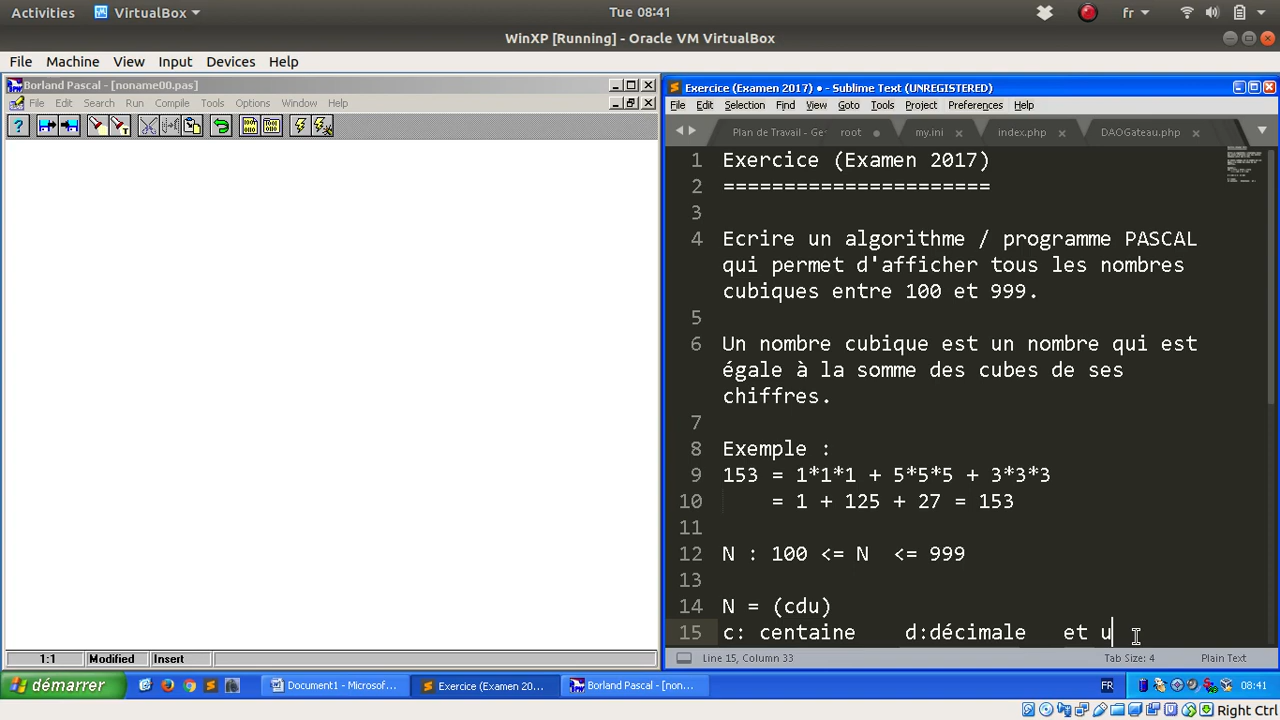 Activities VirtualBox Tue 08:41 fr
WinXP [Running] - Oracle VM VirtualBox
File Machine View Input Devices Help
Borland Pascal - [noname00.pas]
File Edit Search Run Compile Tools Options Window Help
1:1 Modified Insert
Exercice (Examen 2017) • - Sublime Text (UNREGISTERED)
File Edit Selection Find View Goto Tools Project Preferences Help
Plan de Travail - Ge root my.ini index.php DAOGateau.php
1 Exercice (Examen 2017)
2 ======================
3
4 Ecrire un algorithme / programme PASCAL
qui permet d'afficher tous les nombres
cubiques entre 100 et 999.
5
6 Un nombre cubique est un nombre qui est
égale à la somme des cubes de ses
chiffres.
7
8 Exemple :
9 153 = 1*1*1 + 5*5*5 + 3*3*3
10 = 1 + 125 + 27 = 153
11
12 N : 100 <= N <= 999
13
14 N = (cdu)
15 c: centaine d:décimale et u
Line 15, Column 33 Tab Size: 4 Plain Text
démarrer Document1 - Microsof... Exercice (Examen 20... Borland Pascal - [non... FR 08:41
Right Ctrl